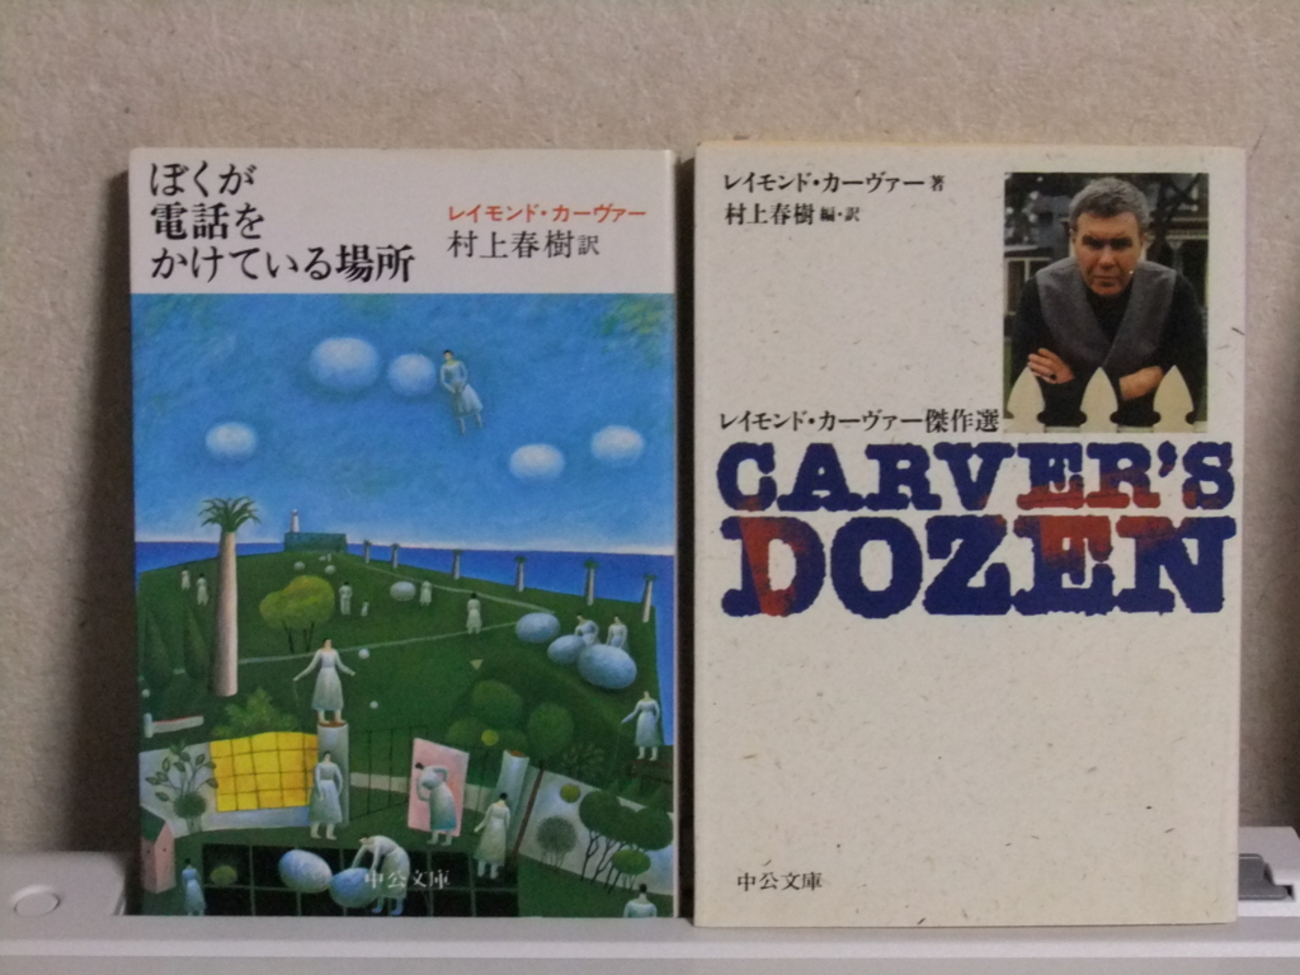 ぼくが
電話を
かけている場所
レイモンド・カーヴァー
村上春樹訳
中公文庫
レイモンド・カーヴァー著
村上春樹編・訳
レイモンド・カーヴァー傑作選
CARVER'S
DOZEN
中公文庫